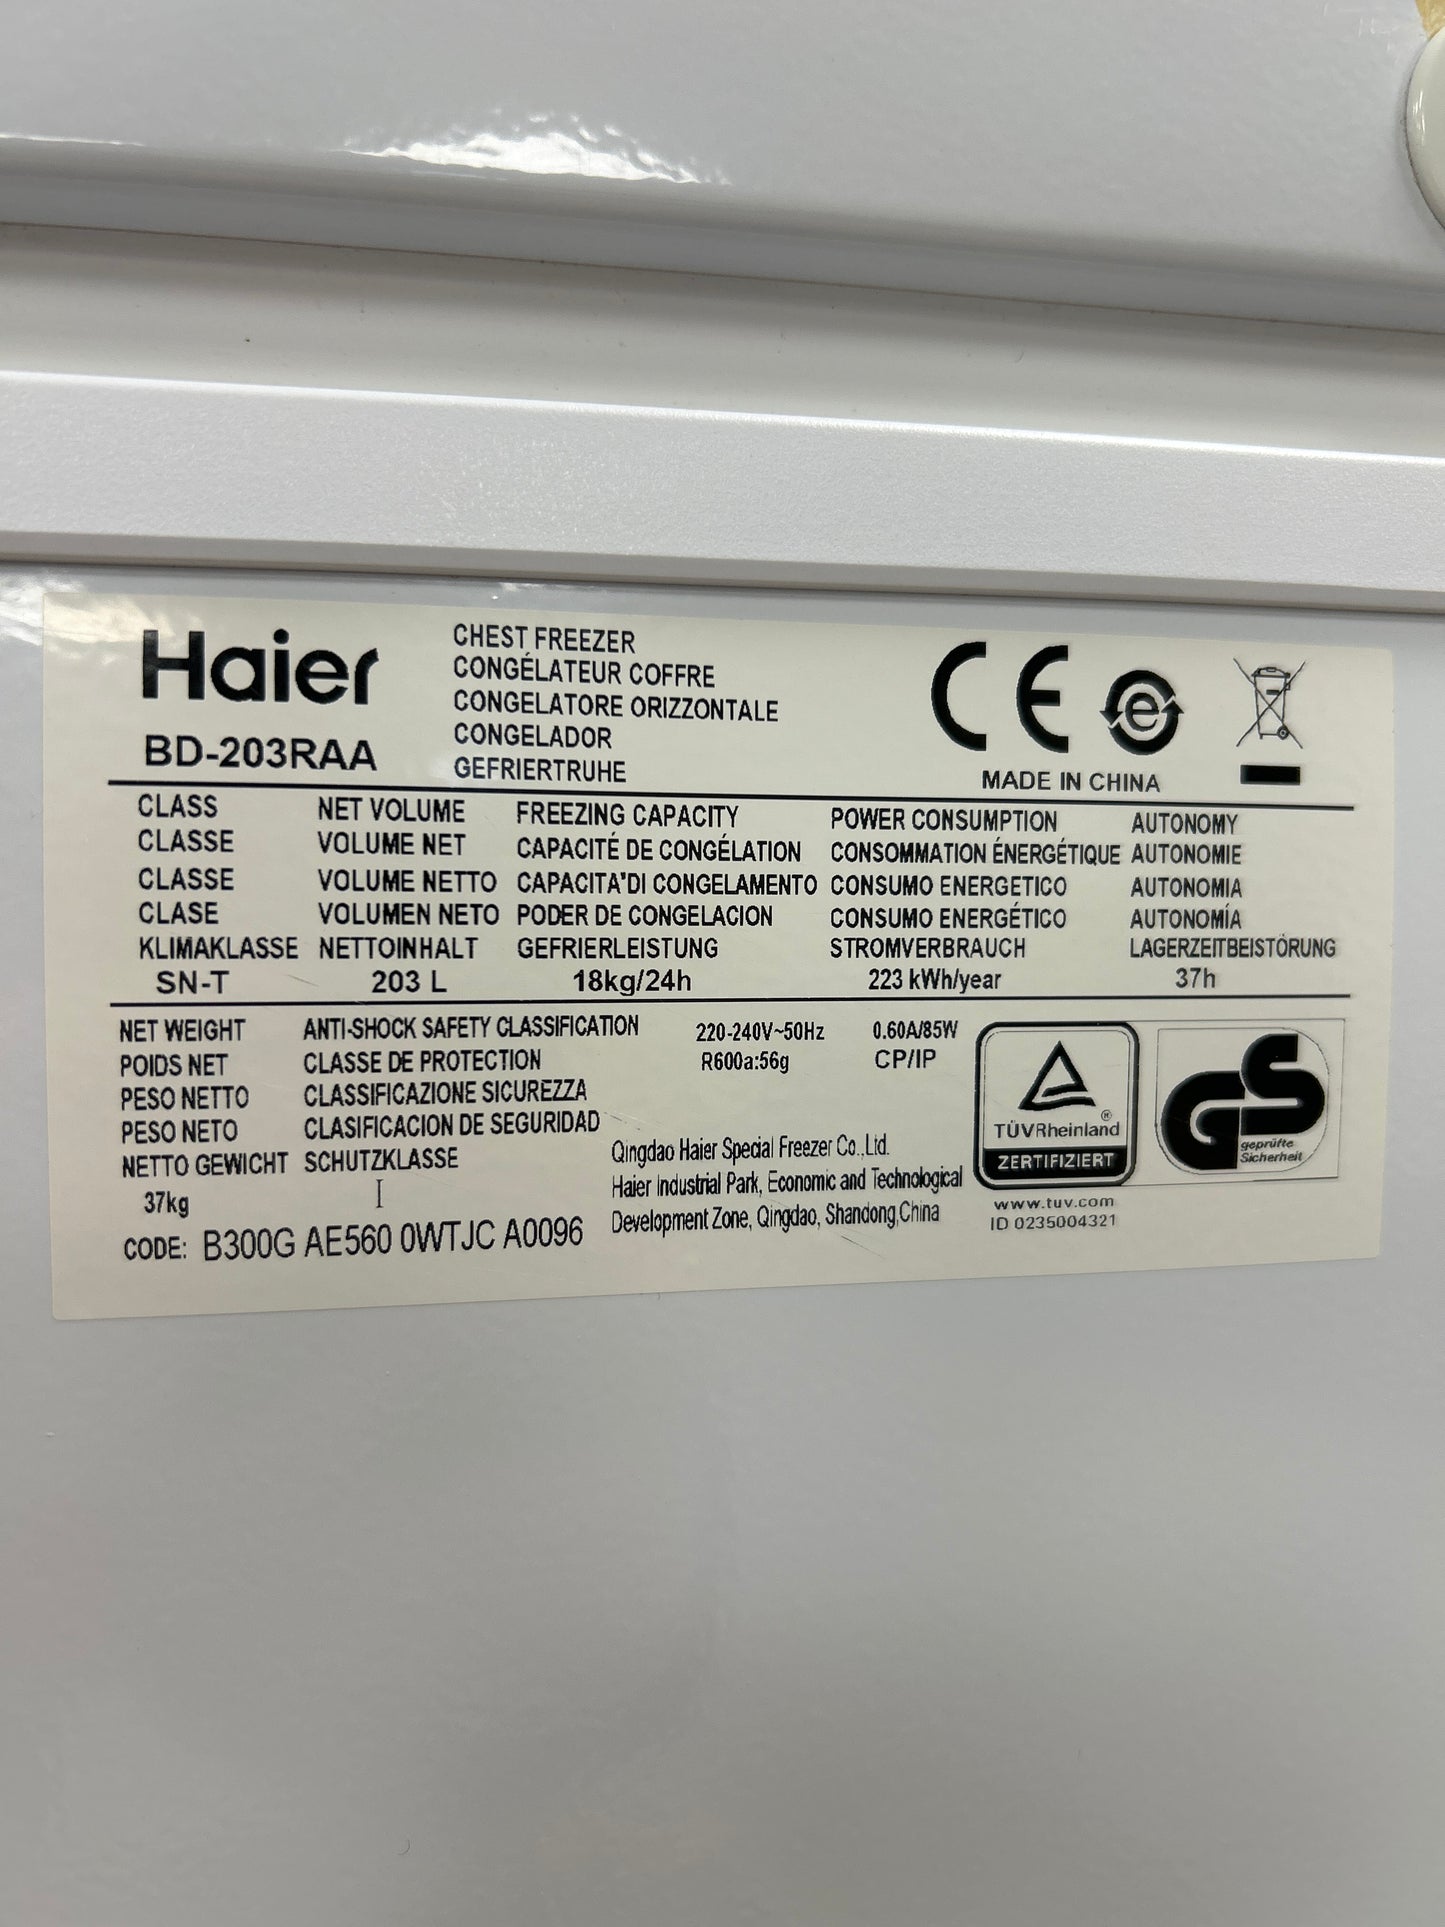 Haier
BD-203RAA
CHEST FREEZER
CONGÉLATEUR COFFRE
CONGELATORE ORIZZONTALE
CONGELADOR
GEFRIERTRUHE
CE
e
MADE IN CHINA
CLASS NET VOLUME FREEZING CAPACITY POWER CONSUMPTION AUTONOMY
CLASSE VOLUME NET CAPACITÉ DE CONGÉLATION CONSOMMATION ÉNERGÉTIQUE AUTONOMIE
CLASSE VOLUME NETTO CAPACITA'DI CONGELAMENTO CONSUMO ENERGETICO AUTONOMIA
CLASE VOLUMEN NETO PODER DE CONGELACION CONSUMO ENERGÉTICO AUTONOMÍA
KLIMAKLASSE NETTOINHALT GEFRIERLEISTUNG STROMVERBRAUCH LAGERZEITBEISTÖRUNG
SN-T 203 L 18kg/24h 223 kWh/year 37h
NET WEIGHT ANTI-SHOCK SAFETY CLASSIFICATION 220-240V~50Hz 0.60A/85W
POIDS NET CLASSE DE PROTECTION R600a:56g CP/IP
PESO NETTO CLASSIFICAZIONE SICUREZZA
PESO NETO CLASIFICACION DE SEGURIDAD
NETTO GEWICHT SCHUTZKLASSE
37kg I
CODE: B300G AE560 0WTJC A0096
Qingdao Haier Special Freezer Co.,Ltd.
Haier Industrial Park, Economic and Technological
Development Zone, Qingdao, Shandong,China
TÜVRheinland®
ZERTIFIZIERT
www.tuv.com
ID 0235004321
GS
geprüfte
Sicherheit